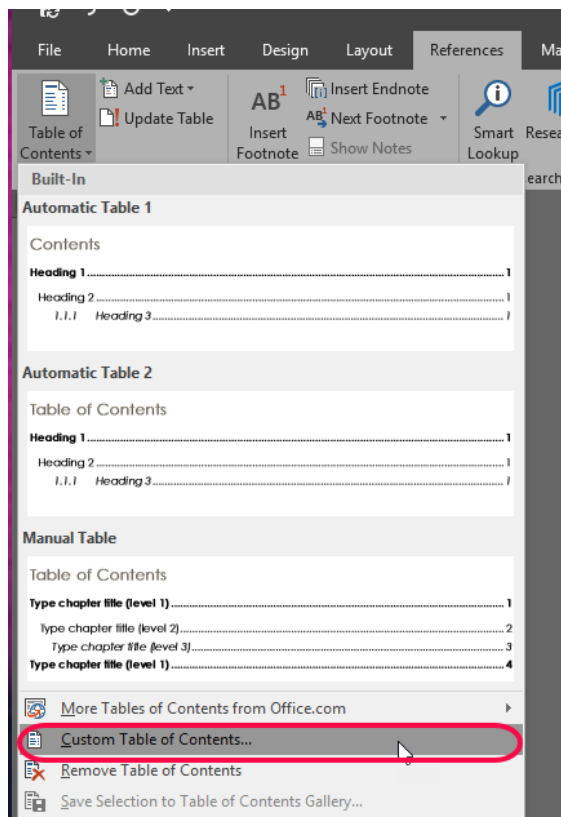 File Home Insert Design Layout References Ma
Table of Contents
Add Text
Update Table
AB1
Insert Footnote
Insert Endnote
AB1 Next Footnote
Show Notes
Smart Lookup
Resea
earch
Built-In
Automatic Table 1
Contents
Heading 1........1
Heading 2........1
1.1.1 Heading 3........1
Automatic Table 2
Table of Contents
Heading 1........1
Heading 2........1
1.1.1 Heading 3........1
Manual Table
Table of Contents
Type chapter title (level 1)........1
Type chapter title (level 2)........2
Type chapter title (level 3)........3
Type chapter title (level 1)........4
More Tables of Contents from Office.com
Custom Table of Contents...
Remove Table of Contents
Save Selection to Table of Contents Gallery...